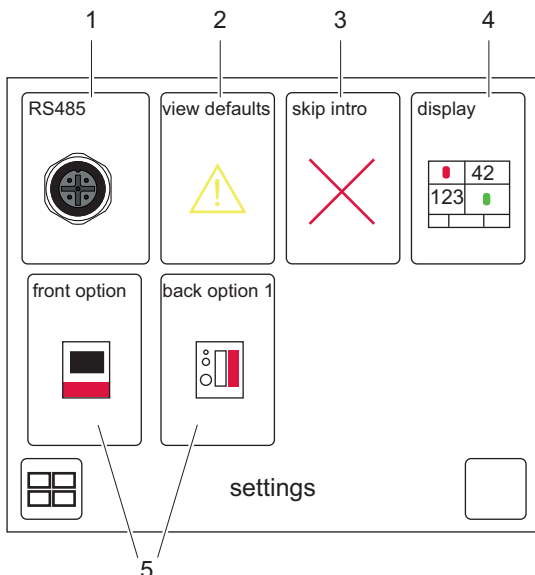 1 2 3 4
RS485 view defaults skip intro display
42
123
front option back option 1
settings
5